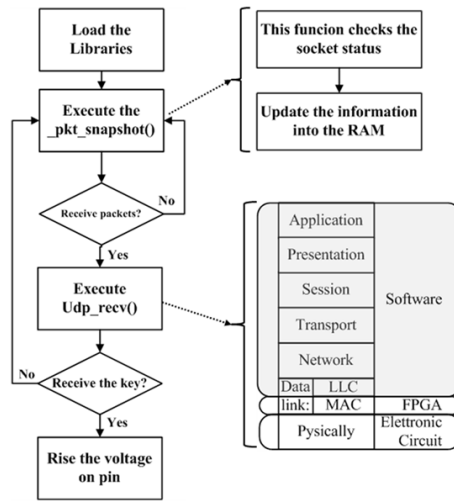 Load the
Libraries
Execute the
_pkt_snapshot()
Receive packets?
No
Yes
Execute
Udp_recv()
No
Receive the key?
Yes
Rise the voltage
on pin
This funcion checks the
socket status
Update the information
into the RAM
Application
Presentation
Session
Transport
Network
Software
Data LLC
link: MAC FPGA
Pysically Elettronic
Circuit